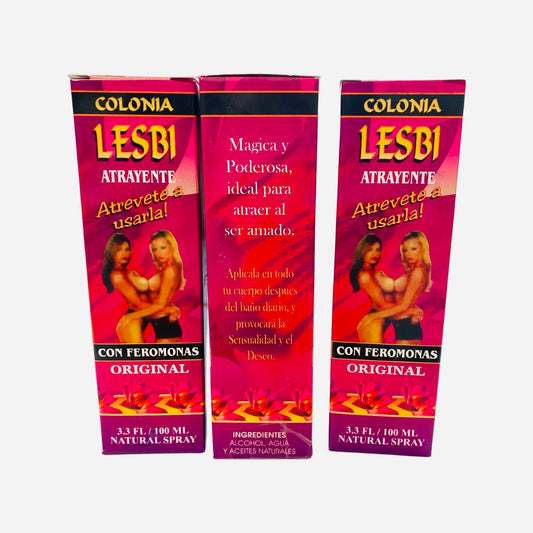 COLONIA
LESBI
ATRAYENTE
Atrevete a
usarla!
CON FEROMONAS
ORIGINAL
3.3 FL / 100 ML
NATURAL SPRAY
Magica y
Poderosa,
ideal para
atraer al
ser amado.
Aplicala en todo
tu cuerpo despues
del baño diario, y
provocará la
Sensualidad y el
Deseo.
INGREDIENTES
ALCOHOL, AGUA
Y ACEITES NATURALES
COLONIA
LESBI
ATRAYENTE
Atrevete a
usarla!
CON FEROMONAS
ORIGINAL
3.3 FL / 100 ML
NATURAL SPRAY